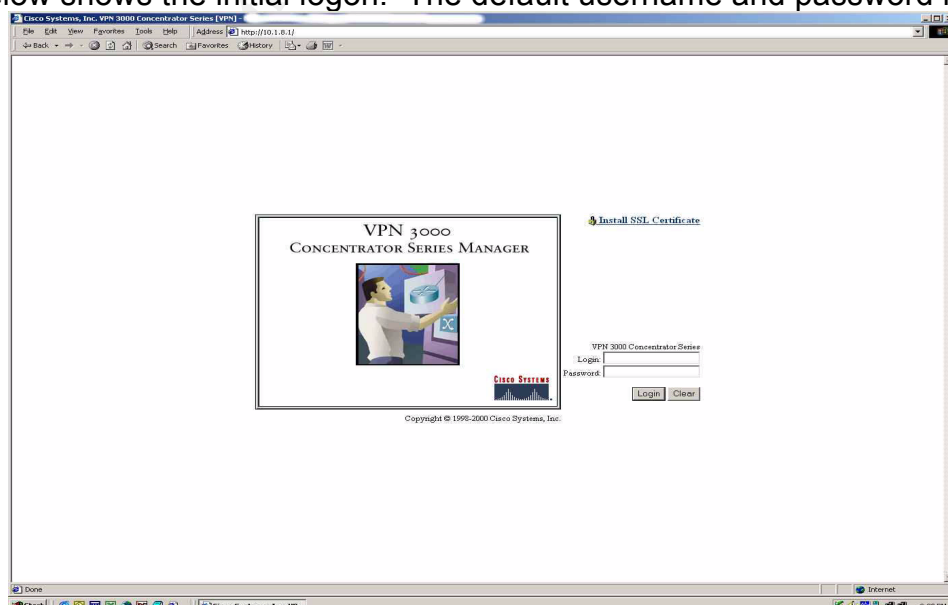 low shows the initial logon. The default username and password
Cisco Systems, Inc. VPN 3000 Concentrator Series [VPN] -
File Edit View Favorites Tools Help Address http://10.1.8.1/
Back Search Favorites History
Install SSL Certificate
VPN 3000
CONCENTRATOR SERIES MANAGER
CISCO SYSTEMS
VPN 3000 Concentrator Series
Login:
Password:
Login Clear
Copyright © 1998-2000 Cisco Systems, Inc.
Done Internet
Start